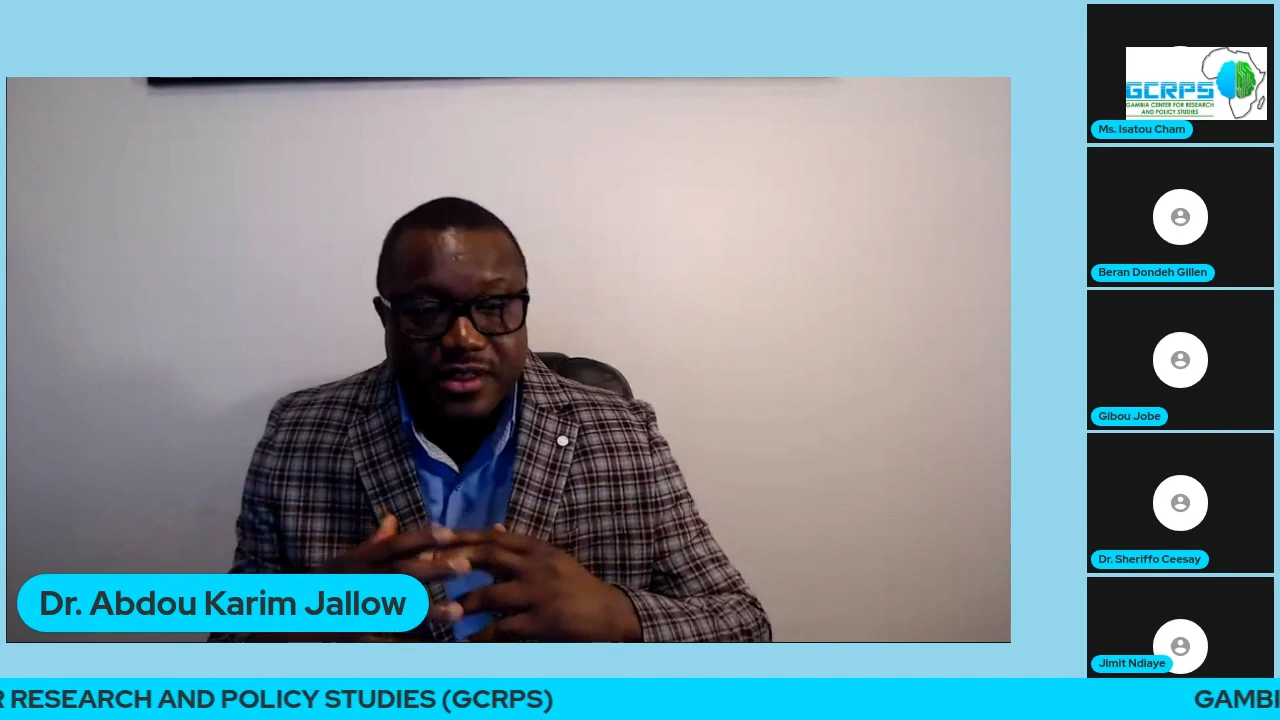 GCRPS
GAMBIA CENTER FOR RESEARCH
AND POLICY STUDIES
Ms. Isatou Cham
Beran Dondeh Gillen
Gibou Jobe
Dr. Sheriffo Ceesay
Jimit Ndiaye
Dr. Abdou Karim Jallow
R RESEARCH AND POLICY STUDIES (GCRPS)
GAMBI